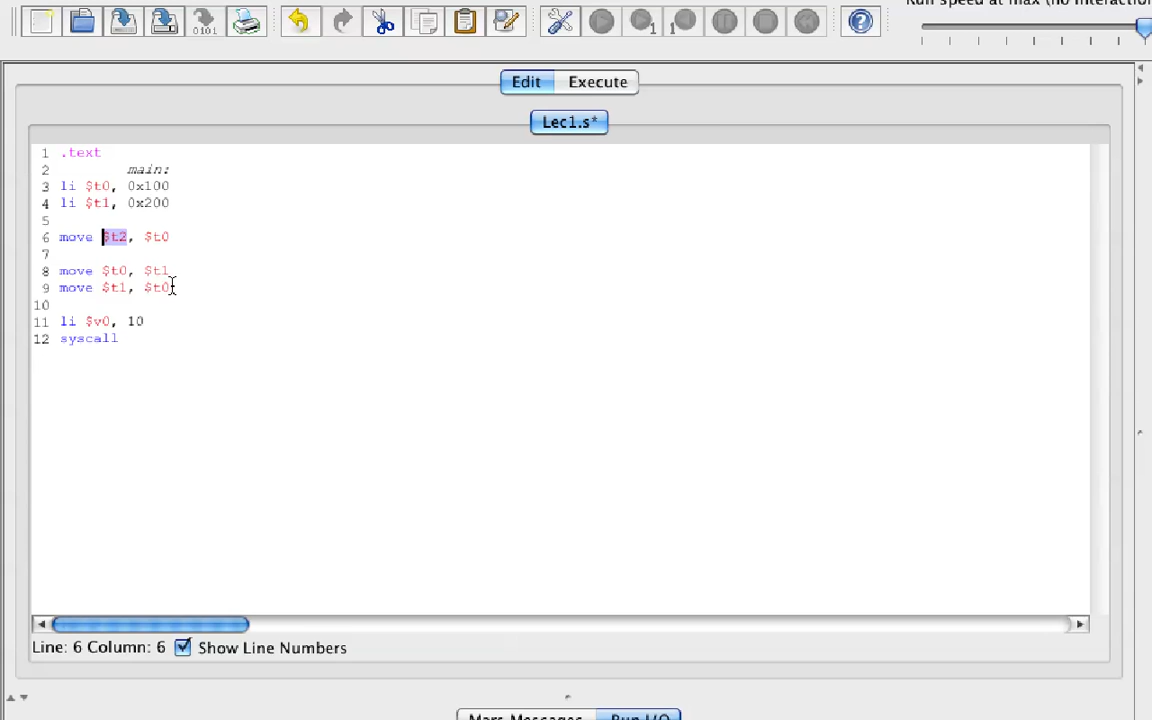 Run speed at max (no interaction
Edit Execute
Lec1.s*
1 .text
2 main:
3 li $t0, 0x100
4 li $t1, 0x200
5
6 move $t2, $t0
7
8 move $t0, $t1
9 move $t1, $t0
10
11 li $v0, 10
12 syscall
Line: 6 Column: 6 Show Line Numbers
Mars Messages Run I/O